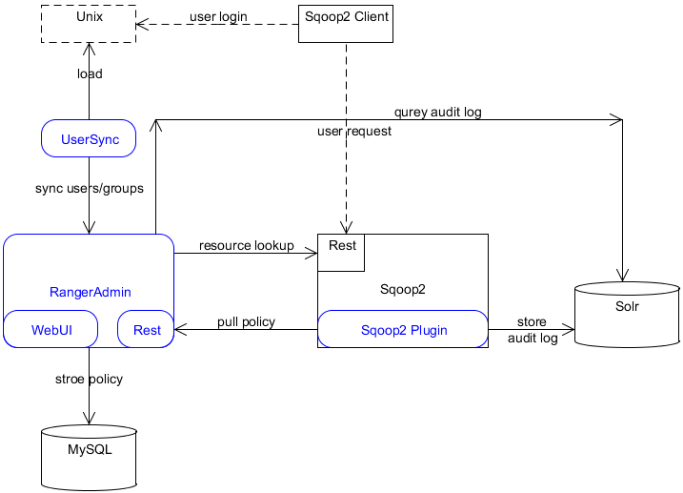 Unix
user login
Sqoop2 Client
load
qurey audit log
user request
UserSync
sync users/groups
resource lookup
Rest
RangerAdmin
Sqoop2
Solr
WebUI
Rest
pull policy
Sqoop2 Plugin
store
audit log
stroe policy
MySQL